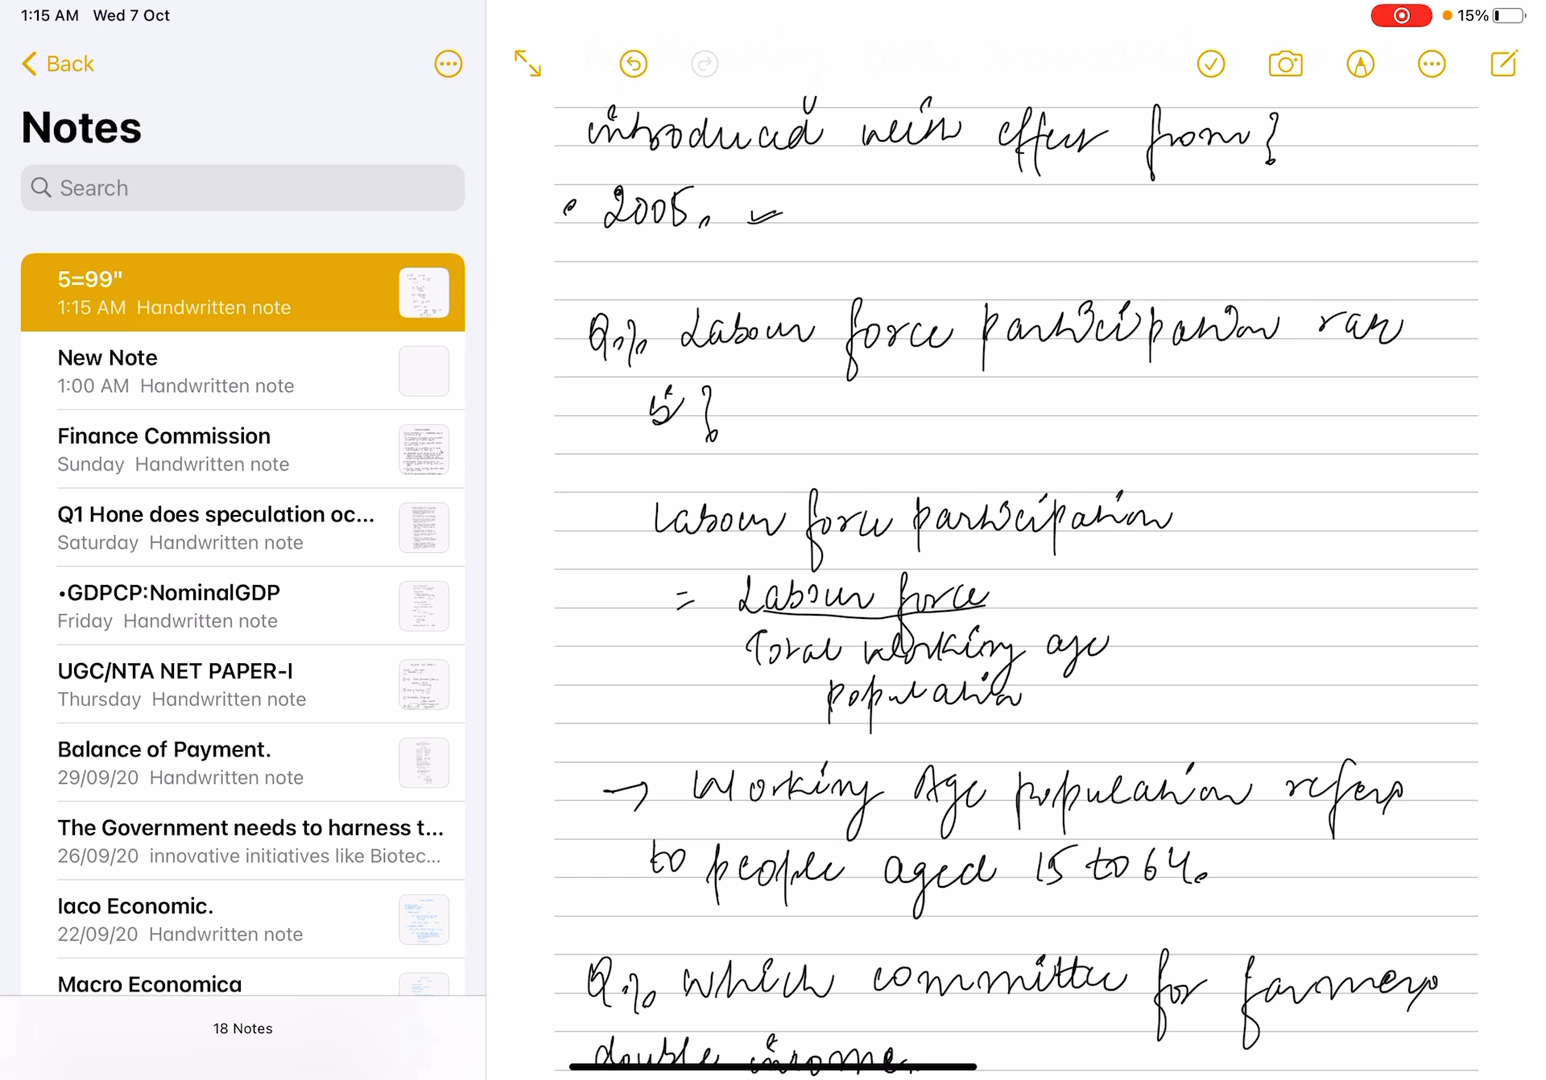 1:15 AM Wed 7 Oct
15%
Back
Notes
Search
5=99"
1:15 AM Handwritten note
New Note
1:00 AM Handwritten note
Finance Commission
Sunday Handwritten note
Q1 Hone does speculation oc...
Saturday Handwritten note
•GDPCP:NominalGDP
Friday Handwritten note
UGC/NTA NET PAPER-I
Thursday Handwritten note
Balance of Payment.
29/09/20 Handwritten note
The Government needs to harness t...
26/09/20 innovative initiatives like Biotec...
Iaco Economic.
22/09/20 Handwritten note
Macro Economica
18 Notes
introduced with effect from?
• 2005.
Q. Labour force participation rate
is?
Labour force participation
= Labour force
Total working age
population
→ Working Age population refers
to people aged 15 to 64.
Q. which committee for farmers
double income.